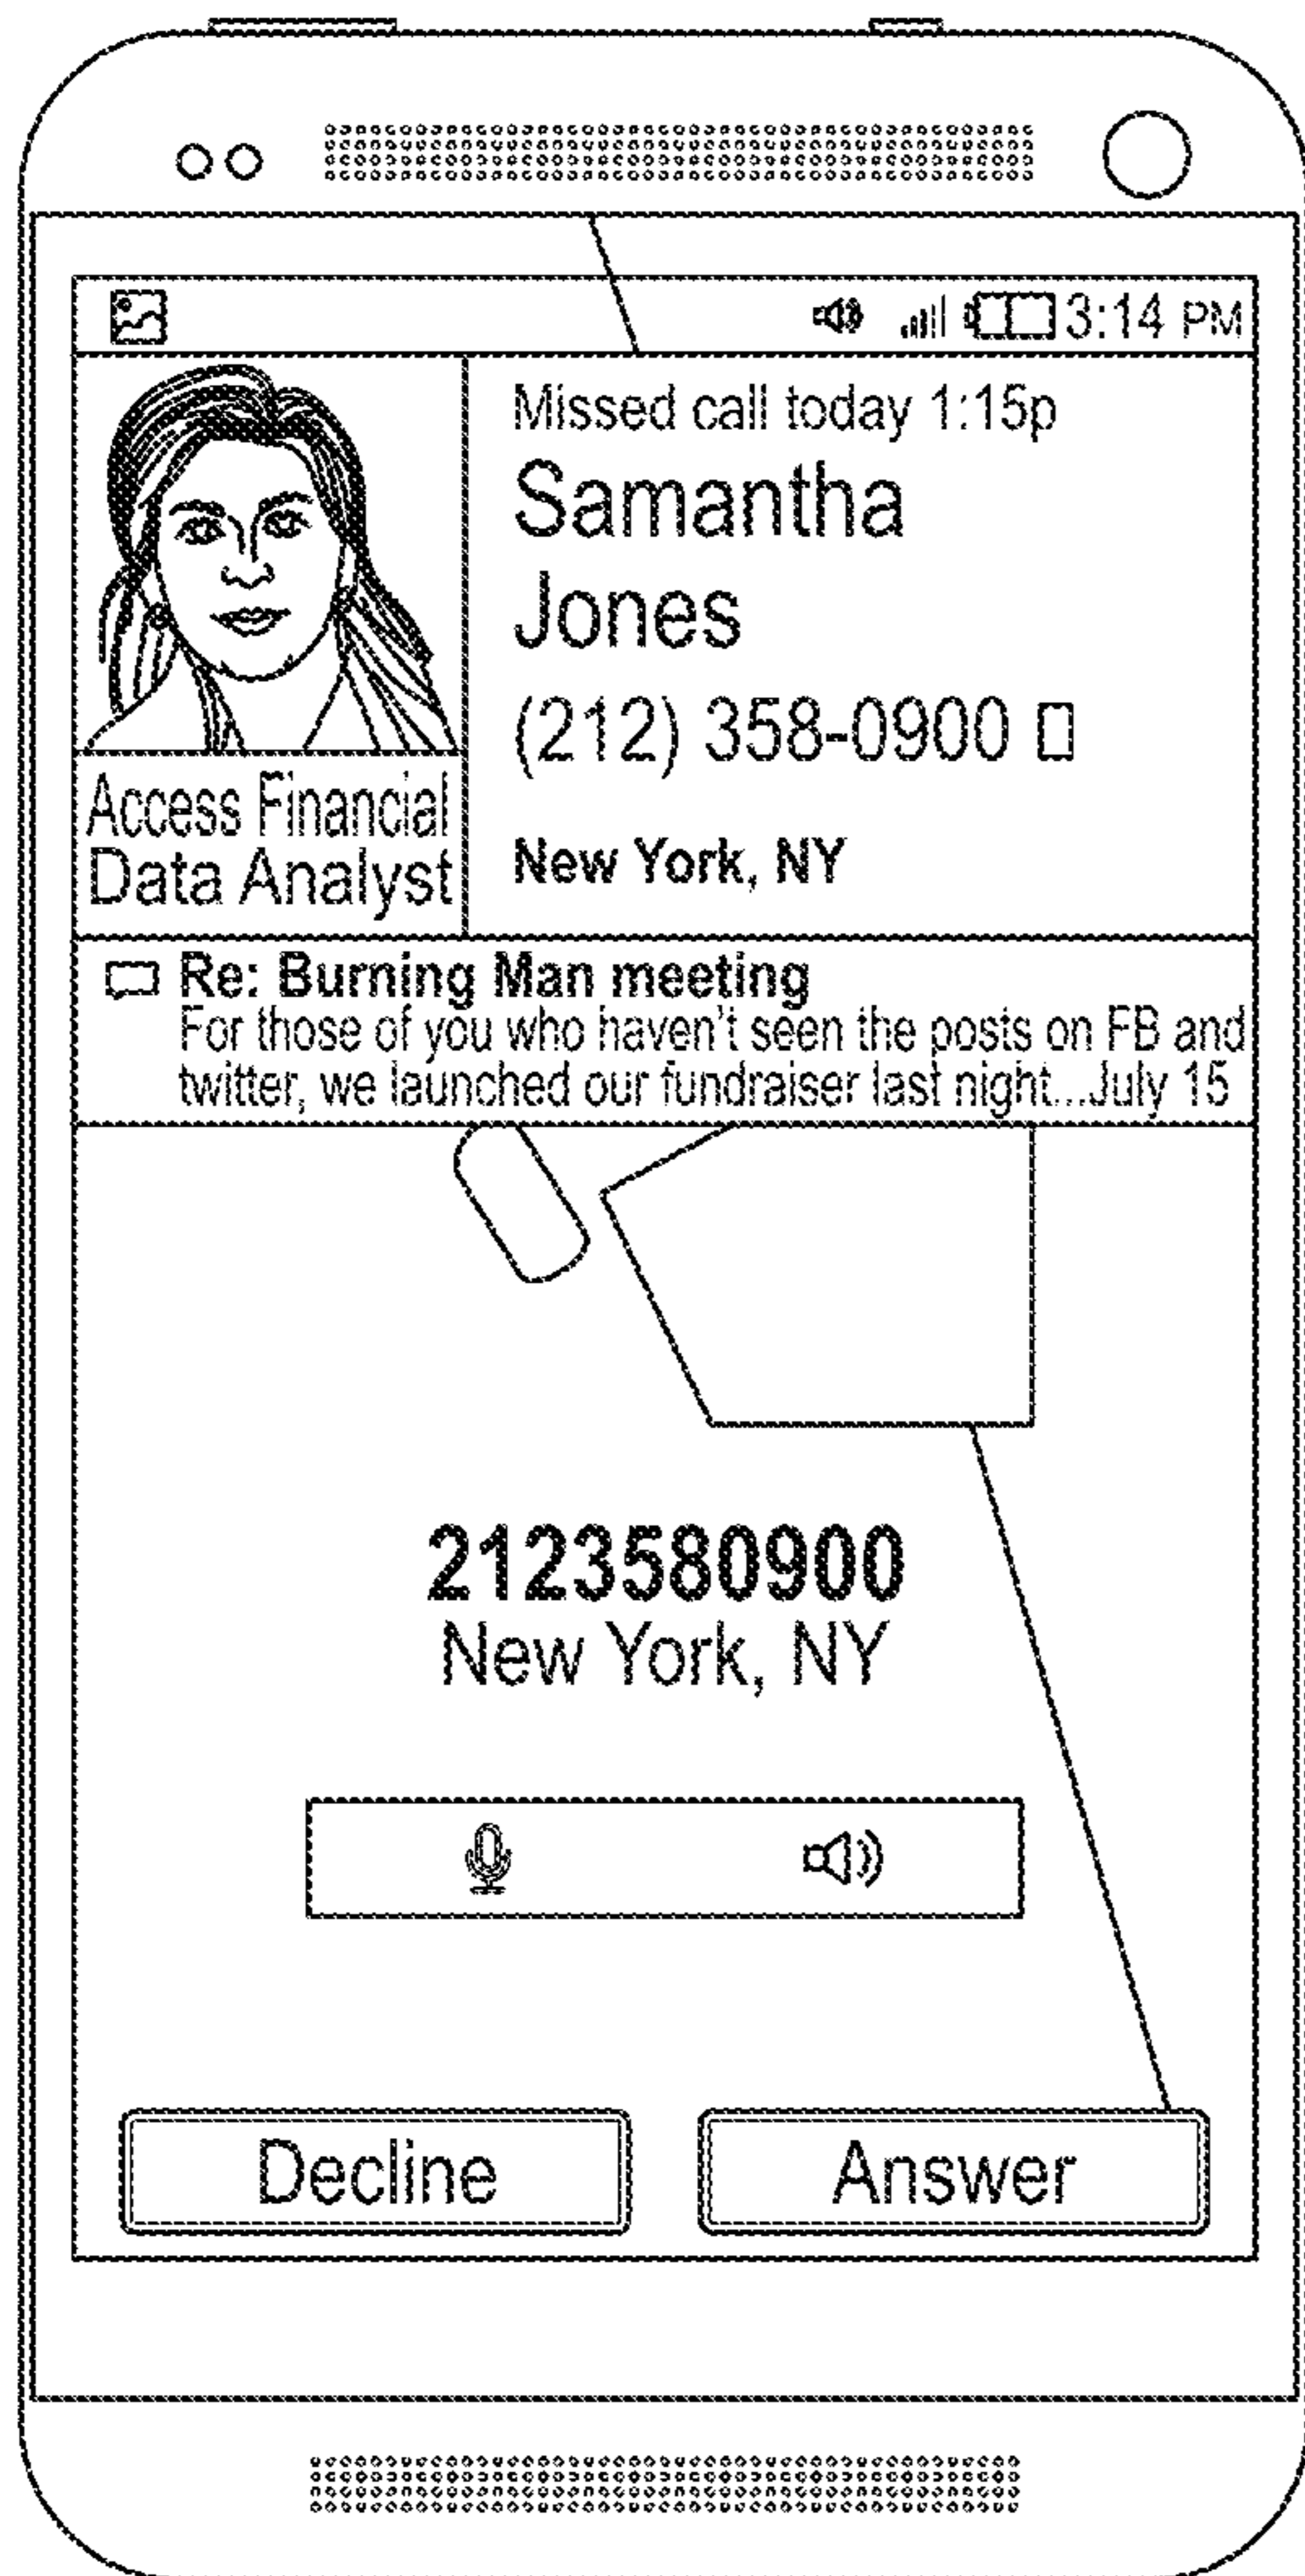 3:14 PM
Missed call today 1:15p
Samantha
Jones
(212) 358-0900
New York, NY
Access Financial
Data Analyst
Re: Burning Man meeting
For those of you who haven't seen the posts on FB and
twitter, we launched our fundraiser last night...July 15
2123580900
New York, NY
Decline
Answer